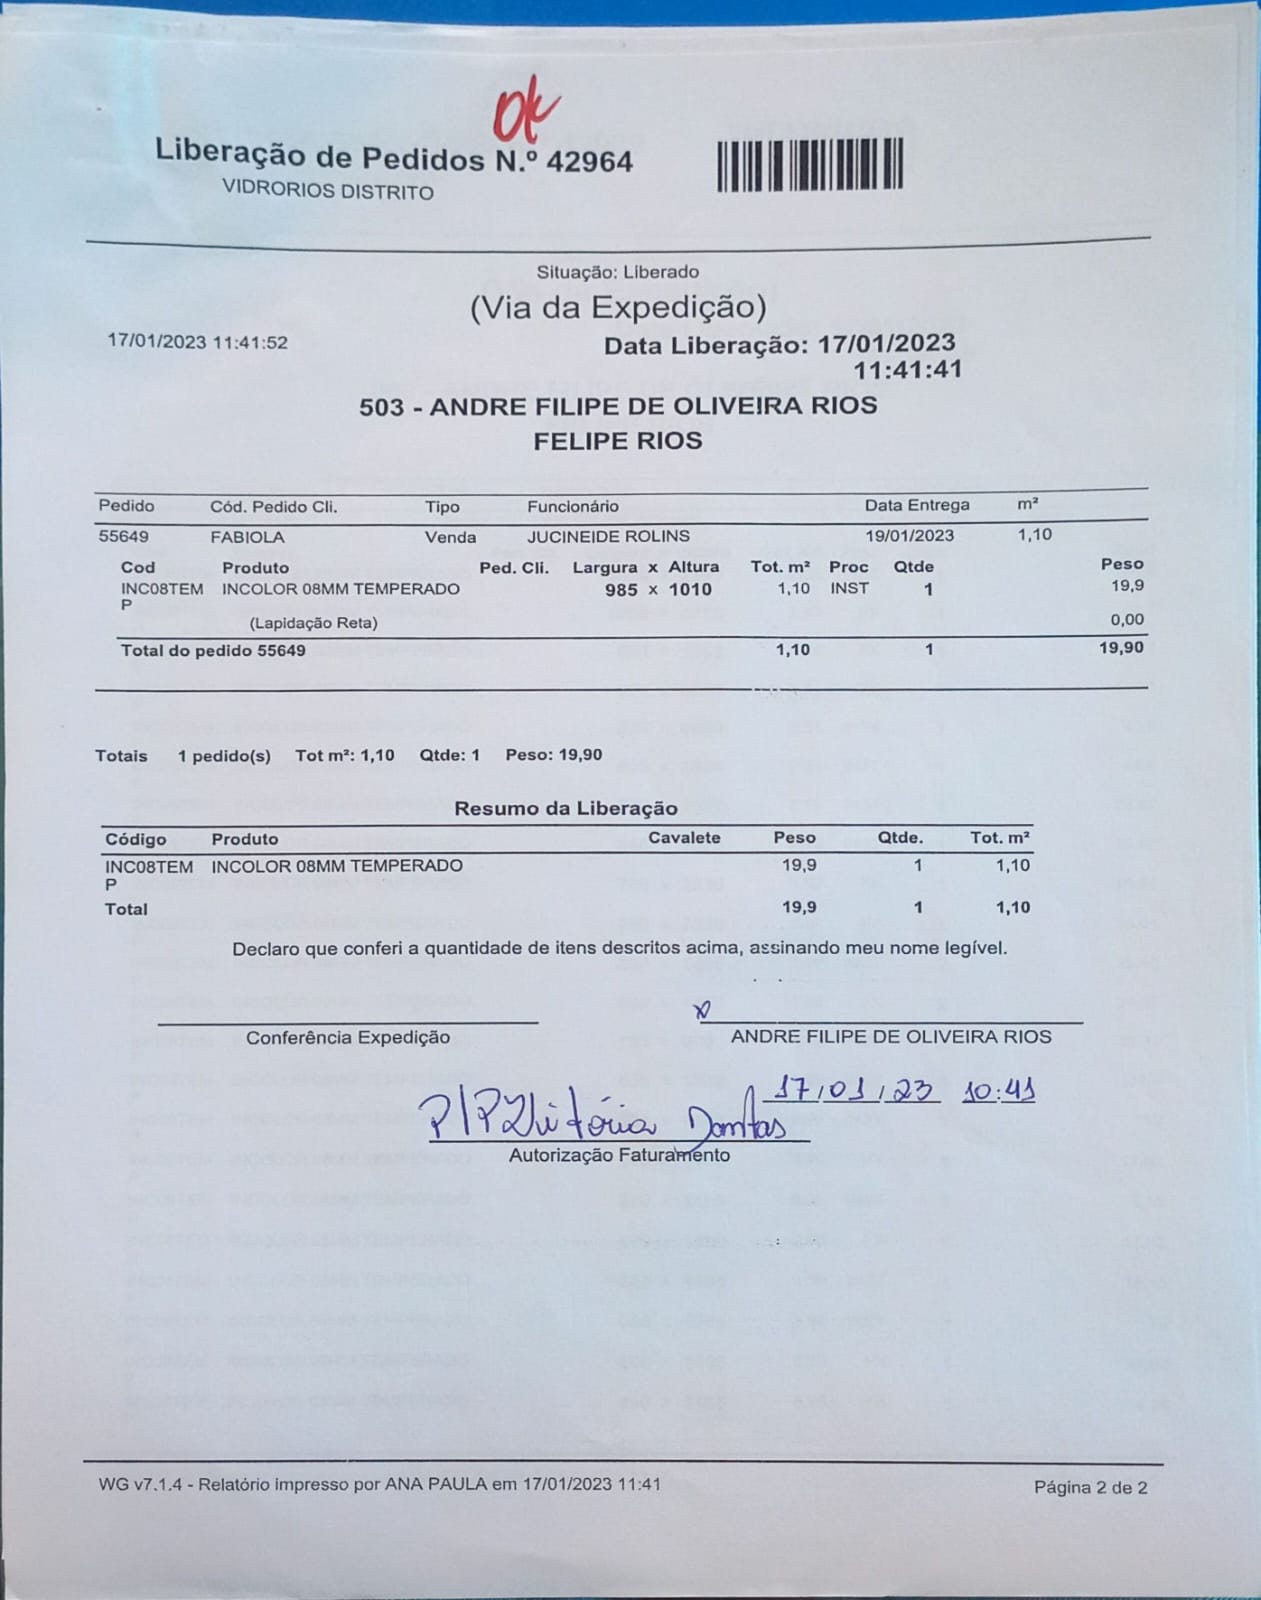 ok
Liberação de Pedidos N.º 42964
VIDRORIOS DISTRITO
Situação: Liberado
(Via da Expedição)
17/01/2023 11:41:52
Data Liberação: 17/01/2023
11:41:41
503 - ANDRE FILIPE DE OLIVEIRA RIOS
FELIPE RIOS
Pedido Cód. Pedido Cli. Tipo Funcionário Data Entrega m²
55649 FABIOLA Venda JUCINEIDE ROLINS 19/01/2023 1,10
Cod Produto Ped. Cli. Largura x Altura Tot. m² Proc Qtde Peso
INC08TEM INCOLOR 08MM TEMPERADO 985 x 1010 1,10 INST 1 19,9
P
(Lapidação Reta) 0,00
Total do pedido 55649 1,10 1 19,90
Totais 1 pedido(s) Tot m²: 1,10 Qtde: 1 Peso: 19,90
Resumo da Liberação
Código Produto Cavalete Peso Qtde. Tot. m²
INC08TEM INCOLOR 08MM TEMPERADO 19,9 1 1,10
P
Total 19,9 1 1,10
Declaro que conferi a quantidade de itens descritos acima, assinando meu nome legível.
Conferência Expedição
ANDRE FILIPE DE OLIVEIRA RIOS
17/01/23 10:41
P/P Vitória Dantas
Autorização Faturamento
WG v7.1.4 - Relatório impresso por ANA PAULA em 17/01/2023 11:41
Página 2 de 2